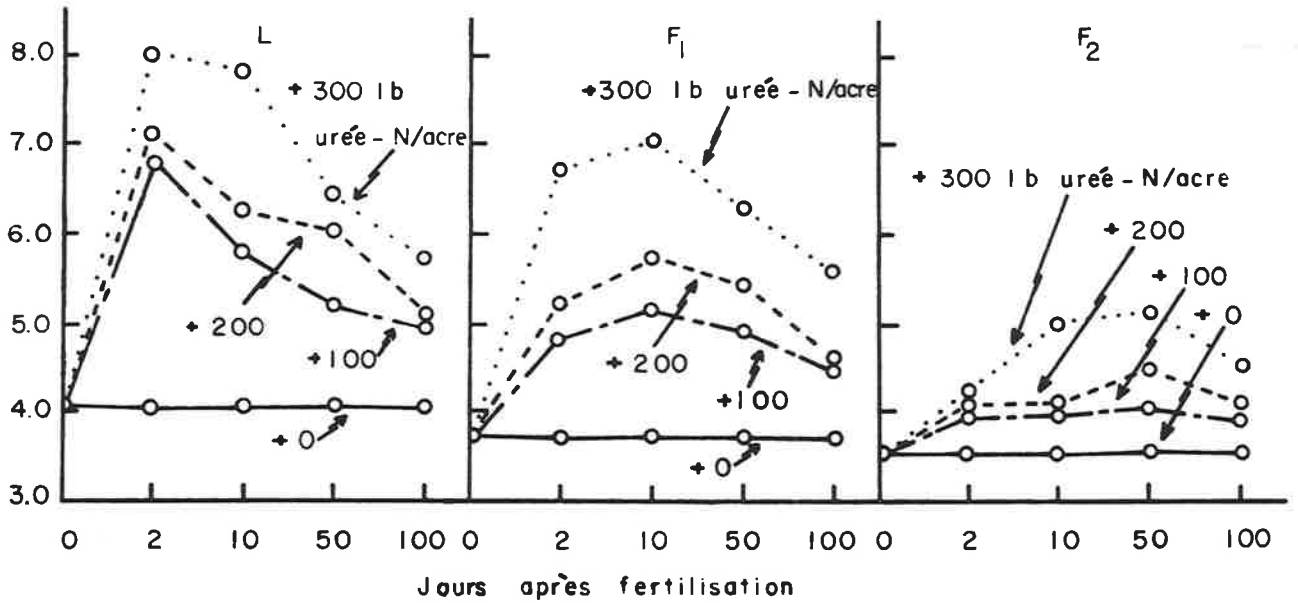 L
F1
F2
8.0
7.0
6.0
5.0
4.0
3.0
+ 300 lb
urée - N/acre
+ 200
+100
+ 0
+300 lb urée - N/acre
+ 200
+100
+ 0
+ 300 lb urée - N/acre
+ 200
+ 100
+ 0
0 2 10 50 100 0 2 10 50 100 0 2 10 50 100
Jours après fertilisation